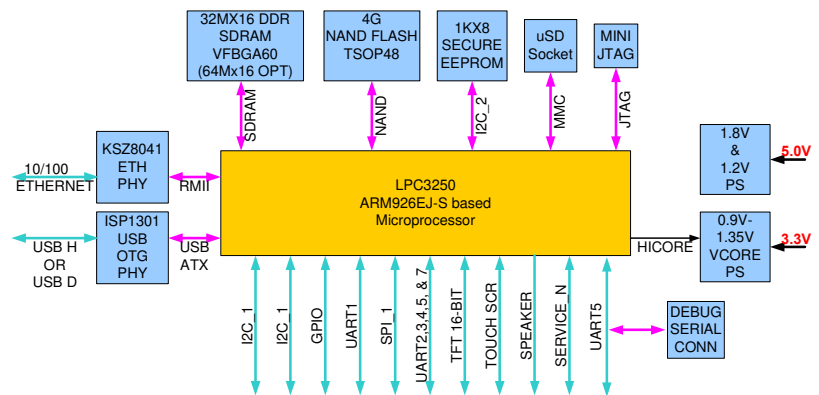 32MX16 DDR
SDRAM
VFBGA60
(64Mx16 OPT)
4G
NAND FLASH
TSOP48
1KX8
SECURE
EEPROM
uSD
Socket
MINI
JTAG
SDRAM
NAND
I2C_2
MMC
JTAG
KSZ8041
ETH
PHY
10/100
ETHERNET
RMII
LPC3250
ARM926EJ-S based
Microprocessor
1.8V
&
1.2V
PS
5.0V
ISP1301
USB
OTG
PHY
USB H
OR
USB D
USB
ATX
HICORE
0.9V-
1.35V
VCORE
PS
3.3V
I2C_1
I2C_1
GPIO
UART1
SPI_1
UART2,3,4,5, & 7
TFT 16-BIT
TOUCH SCR
SPEAKER
SERVICE_N
UART5
DEBUG
SERIAL
CONN